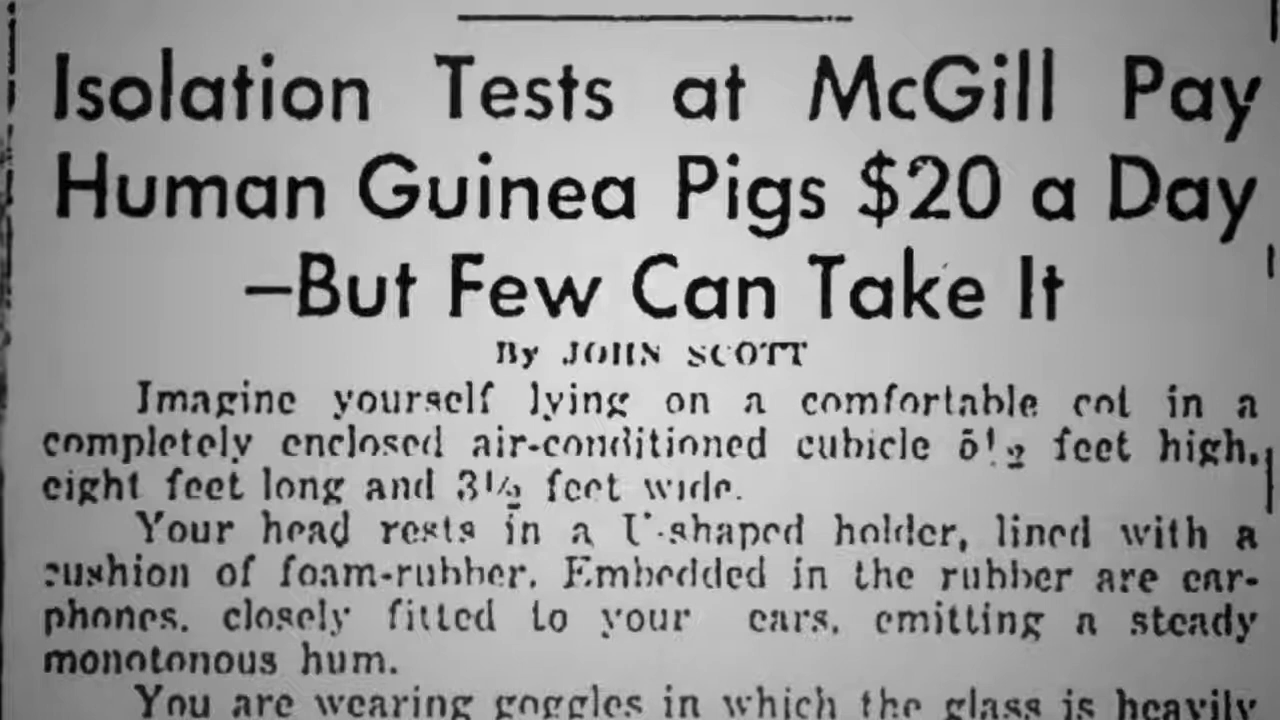 Isolation Tests at McGill Pay
Human Guinea Pigs $20 a Day
—But Few Can Take It
By JOHN SCOTT
Imagine yourself lying on a comfortable cot in a
completely enclosed air-conditioned cubicle 5½ feet high,
eight feet long and 3½ feet wide.
Your head rests in a U-shaped holder, lined with a
cushion of foam-rubber. Embedded in the rubber are ear-
phones, closely fitted to your ears, emitting a steady
monotonous hum.
You are wearing goggles in which the glass is heavily